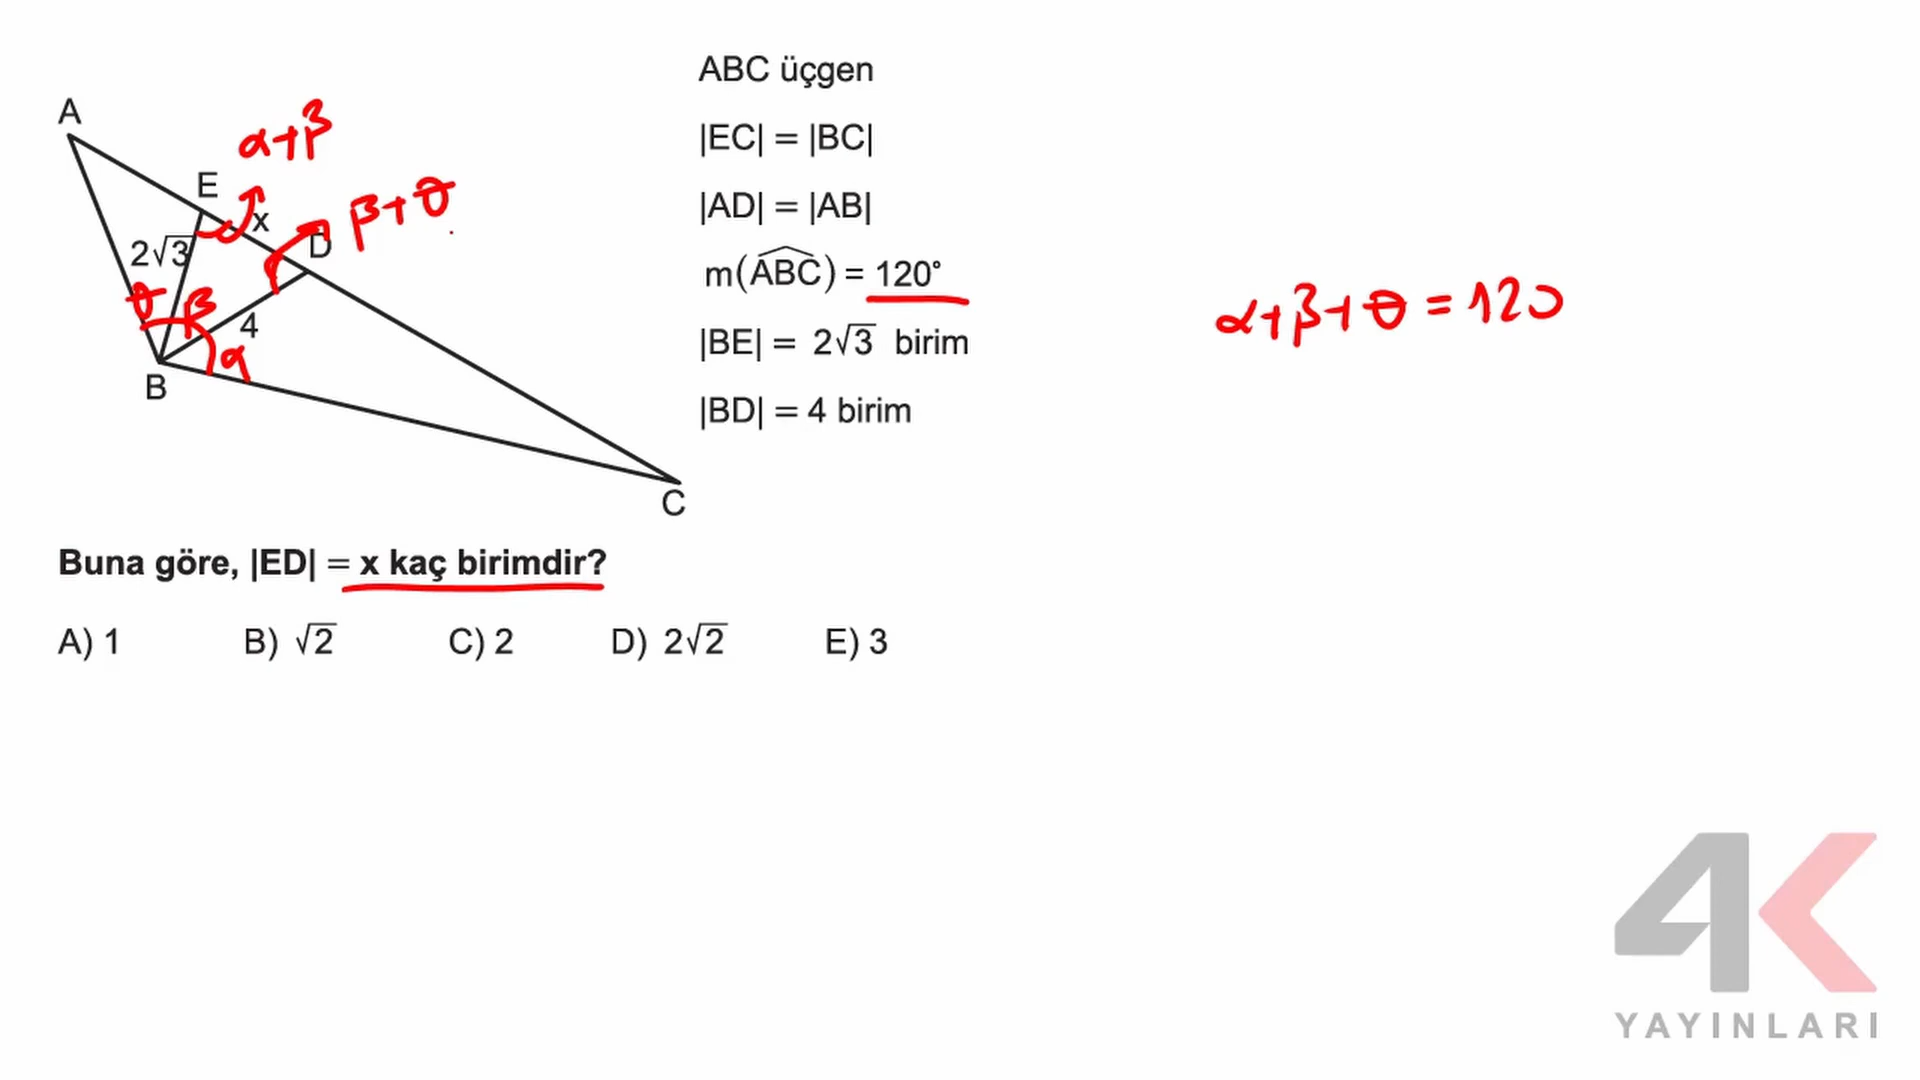 ABC üçgen
A
α+β
|EC| = |BC|
E
β+θ
x
|AD| = |AB|
D
2√3
m(ABC) = 120°
θ
β
α+β+θ = 120
4
|BE| = 2√3 birim
α
B
|BD| = 4 birim
C
Buna göre, |ED| = x kaç birimdir?
A) 1 B) √2 C) 2 D) 2√2 E) 3
4K
YAYINLARI